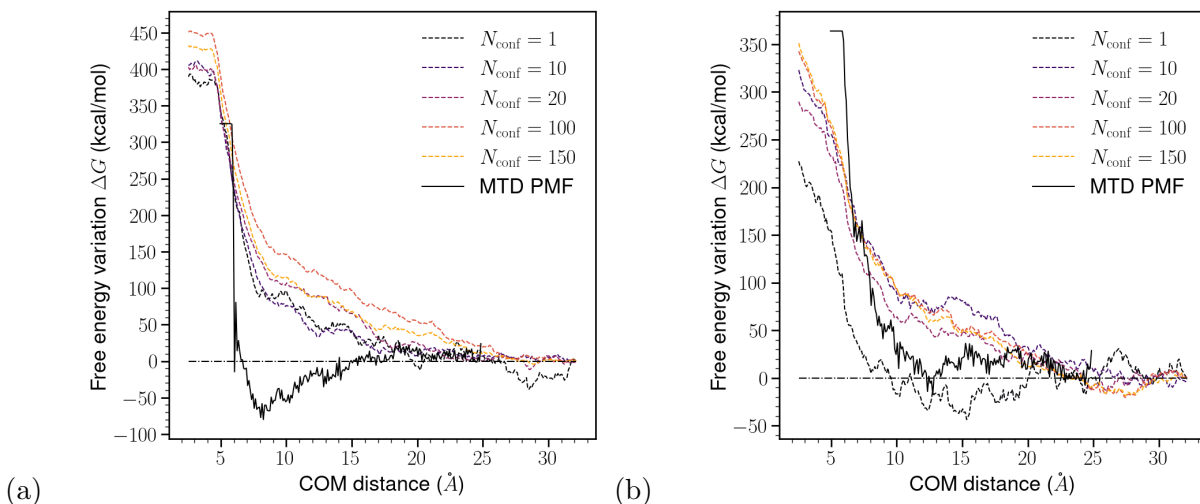 450
400
350
300
250
200
150
100
50
0
−50
−100
5
10
15
20
25
30
Free energy variation ΔG (kcal/mol)
COM distance (Å)
N_conf = 1
N_conf = 10
N_conf = 20
N_conf = 100
N_conf = 150
MTD PMF
(a)
350
300
250
200
150
100
50
0
−50
5
10
15
20
25
30
Free energy variation ΔG (kcal/mol)
COM distance (Å)
N_conf = 1
N_conf = 10
N_conf = 20
N_conf = 100
N_conf = 150
MTD PMF
(b)